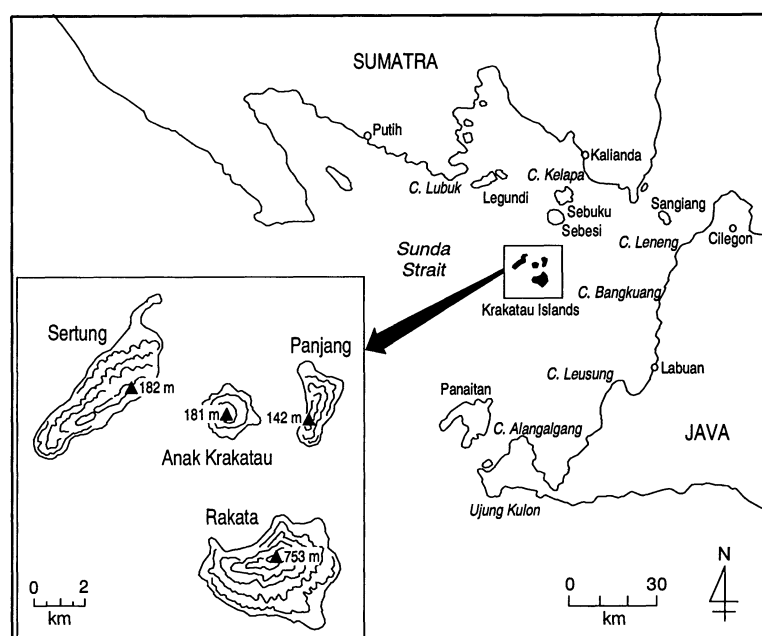 SUMATRA
Putih
Kalianda
C. Kelapa
C. Lubuk
Legundi
Sebuku
Sebesi
Sangiang
C. Leneng
Cilegon
Sunda
Strait
C. Bangkuang
Krakatau Islands
C. Leusung
Labuan
Panaitan
C. Alangalgang
JAVA
Ujung Kulon
Sertung
Panjang
182 m
181 m
142 m
Anak Krakatau
Rakata
753 m
0 2
km
0 30
km
N